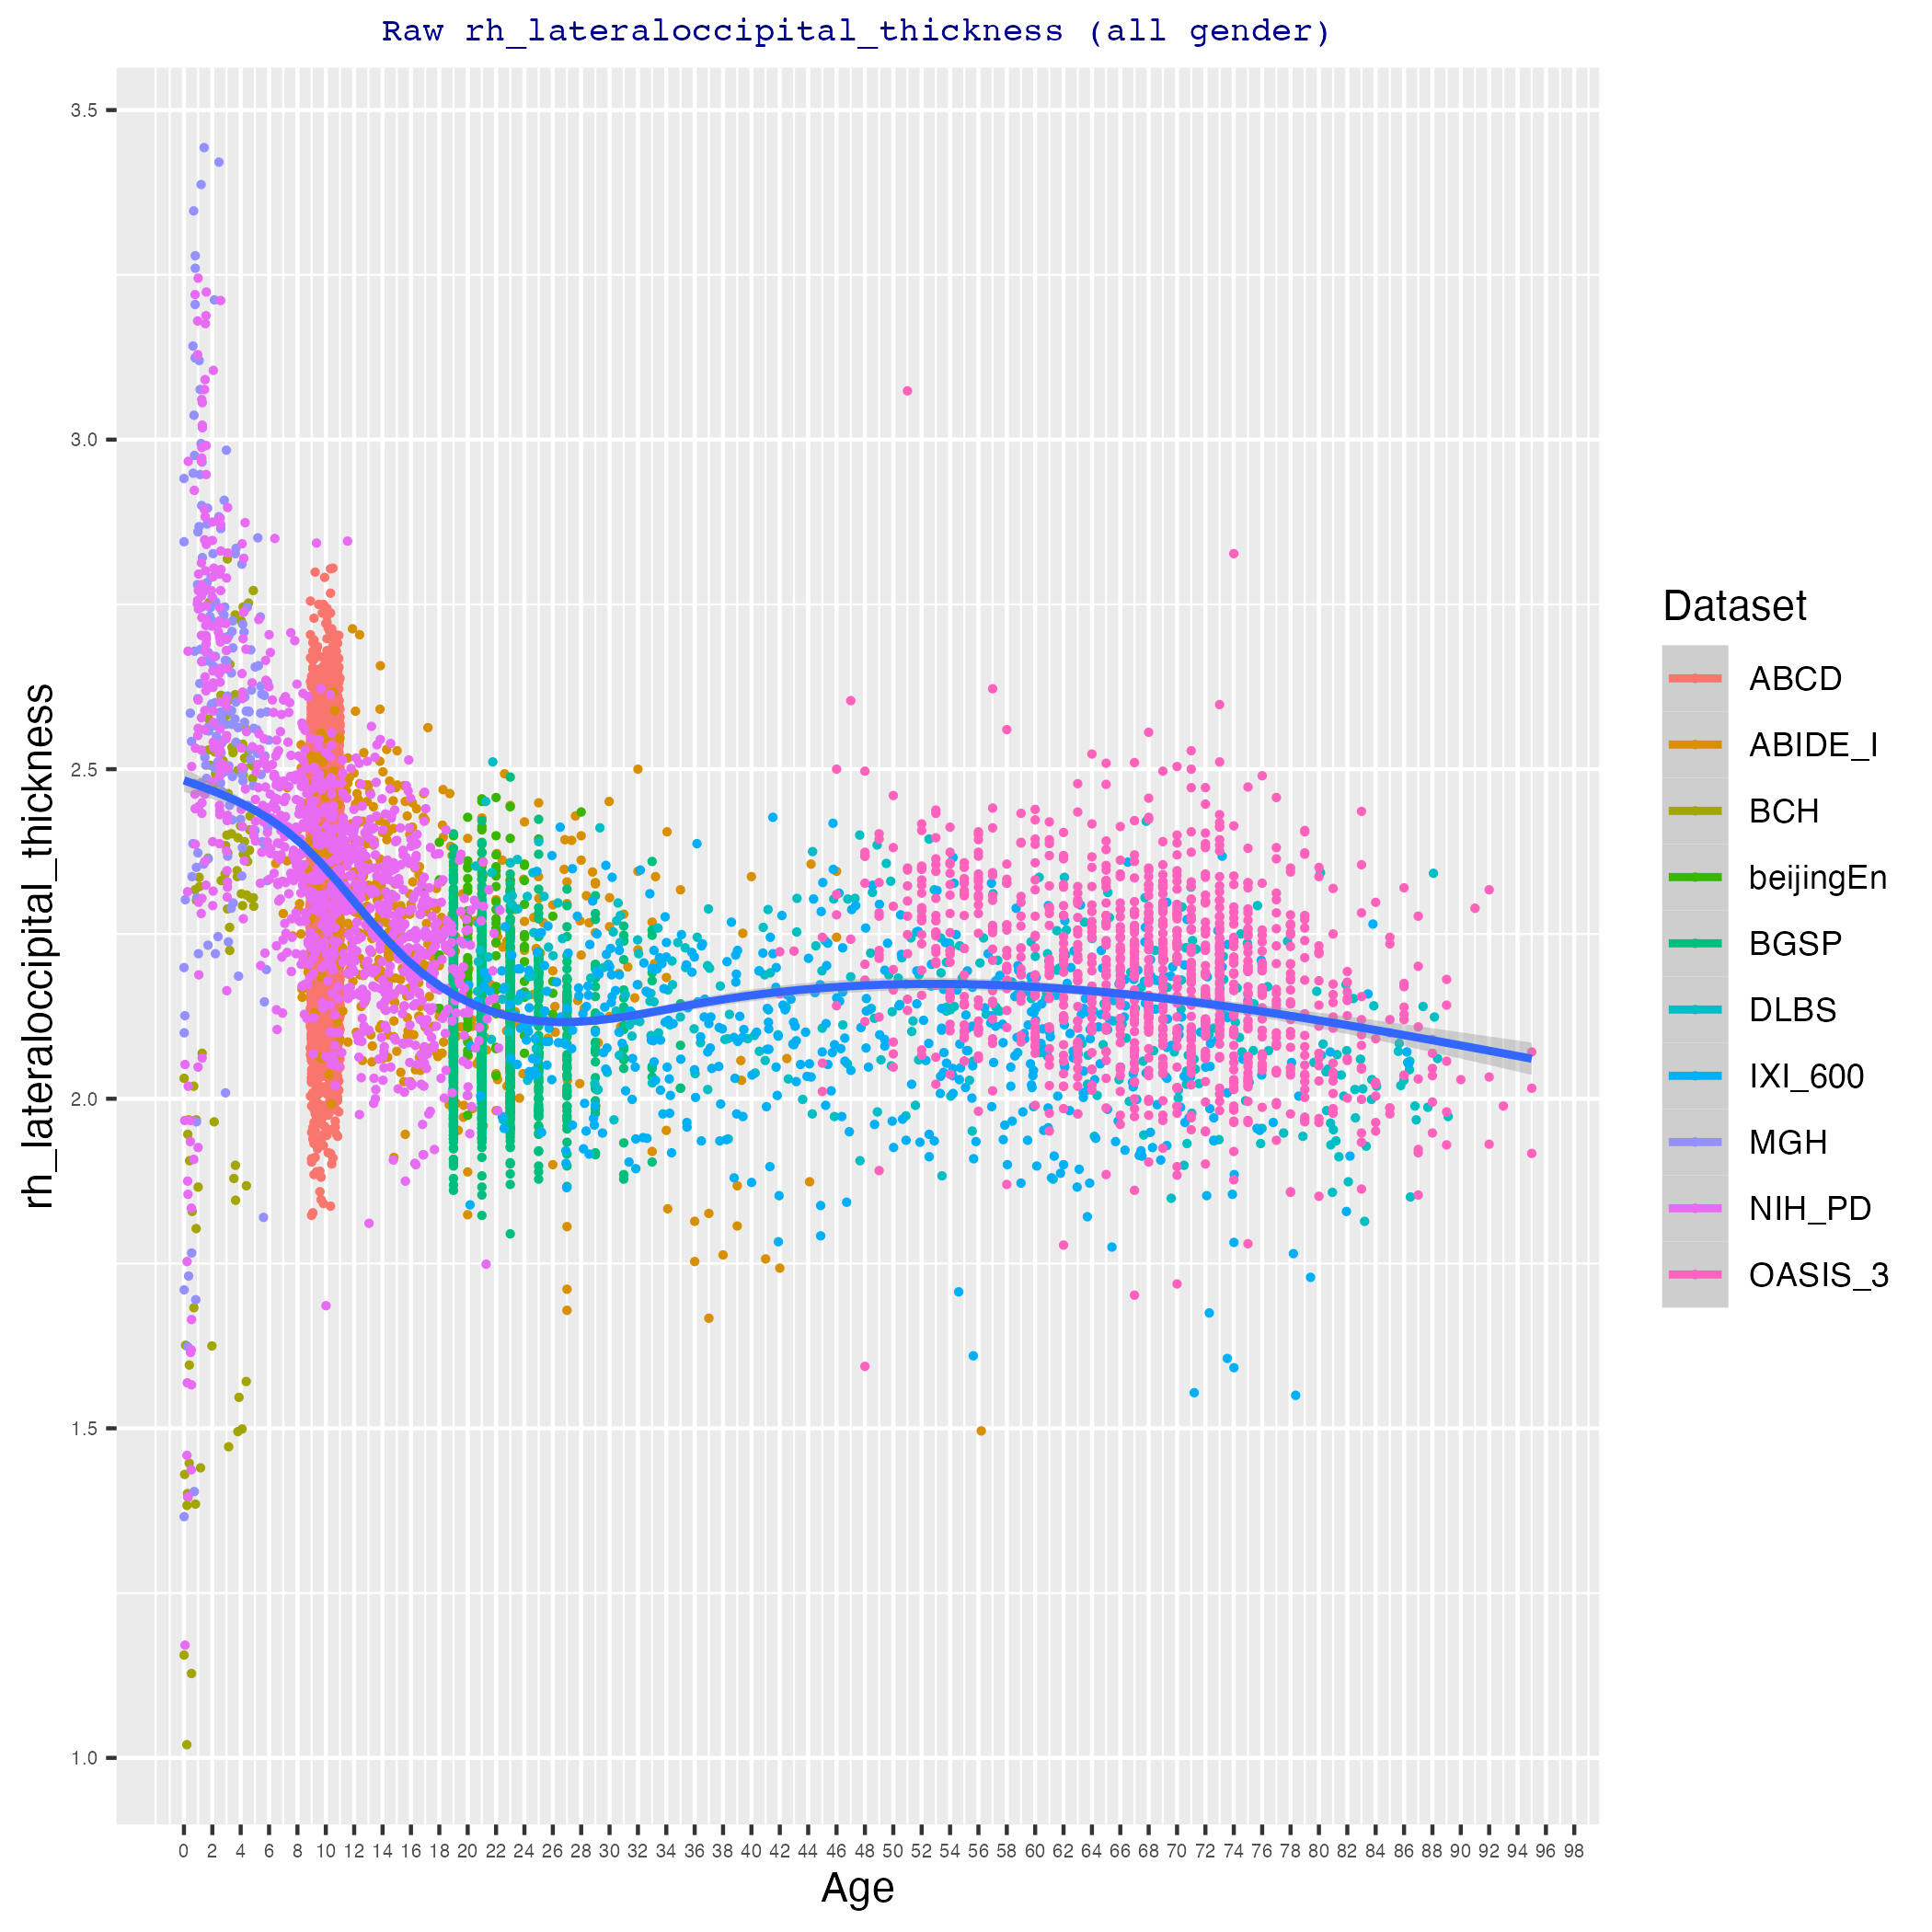 Raw rh_lateraloccipital_thickness (all gender)
rh_lateraloccipital_thickness
3.5
3.0
2.5
2.0
1.5
1.0
0 2 4 6 8 10 12 14 16 18 20 22 24 26 28 30 32 34 36 38 40 42 44 46 48 50 52 54 56 58 60 62 64 66 68 70 72 74 76 78 80 82 84 86 88 90 92 94 96 98
Age
Dataset
ABCD
ABIDE_I
BCH
beijingEn
BGSP
DLBS
IXI_600
MGH
NIH_PD
OASIS_3